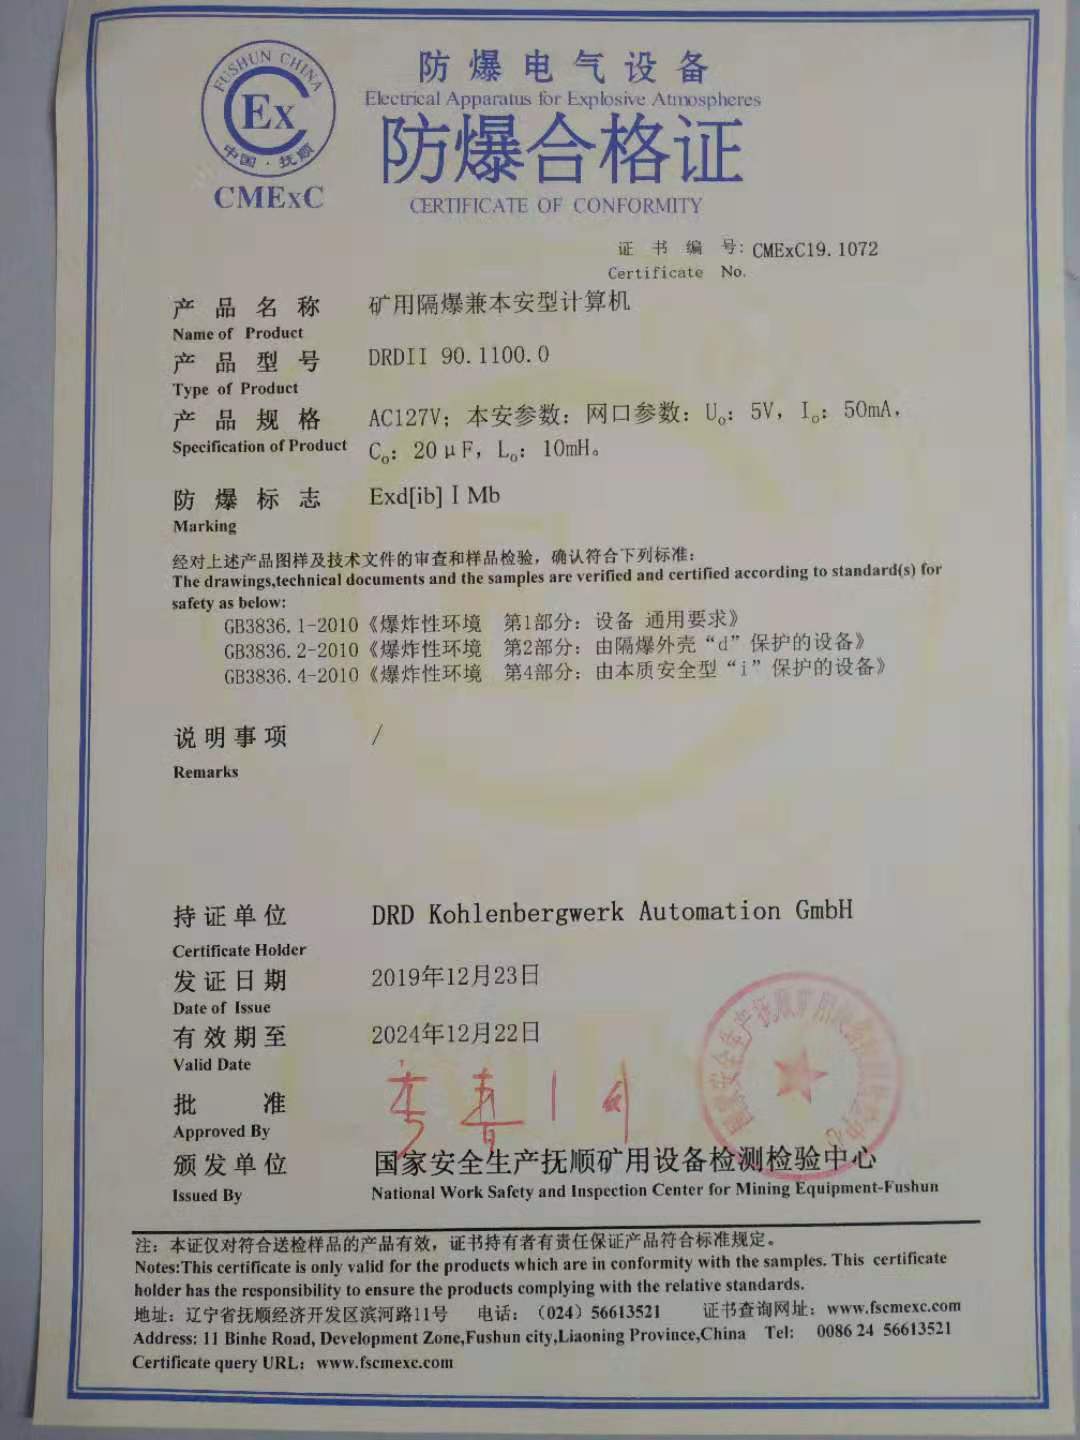 FUSHUN CHINA
Ex
中国·抚顺
CMExC
防爆电气设备
Electrical Apparatus for Explosive Atmospheres
防爆合格证
CERTIFICATE OF CONFORMITY
证书编号: CMExC19.1072
Certificate No.
产品名称 矿用隔爆兼本安型计算机
Name of Product
产品型号 DRDII 90.1100.0
Type of Product
产品规格 AC127V；本安参数：网口参数：Uo：5V，Io：50mA，
Specification of Product Co：20μF，Lo：10mH。
防爆标志 Exd[ib]ⅠMb
Marking
经对上述产品图样及技术文件的审查和样品检验，确认符合下列标准：
The drawings,technical documents and the samples are verified and certified according to standard(s) for
safety as below:
GB3836.1-2010《爆炸性环境 第1部分：设备 通用要求》
GB3836.2-2010《爆炸性环境 第2部分：由隔爆外壳“d”保护的设备》
GB3836.4-2010《爆炸性环境 第4部分：由本质安全型“i”保护的设备》
说明事项 /
Remarks
持证单位 DRD Kohlenbergwerk Automation GmbH
Certificate Holder
发证日期 2019年12月23日
Date of Issue
有效期至 2024年12月22日
Valid Date
批准
Approved By
颁发单位 国家安全生产抚顺矿用设备检测检验中心
Issued By National Work Safety and Inspection Center for Mining Equipment-Fushun
注：本证仅对符合送检样品的产品有效，证书持有者有责任保证产品符合标准规定。
Notes:This certificate is only valid for the products which are in conformity with the samples. This certificate
holder has the responsibility to ensure the products complying with the relative standards.
地址：辽宁省抚顺经济开发区滨河路11号 电话：（024）56613521 证书查询网址：www.fscmexc.com
Address: 11 Binhe Road, Development Zone,Fushun city,Liaoning Province,China Tel: 0086 24 56613521
Certificate query URL：www.fscmexc.com